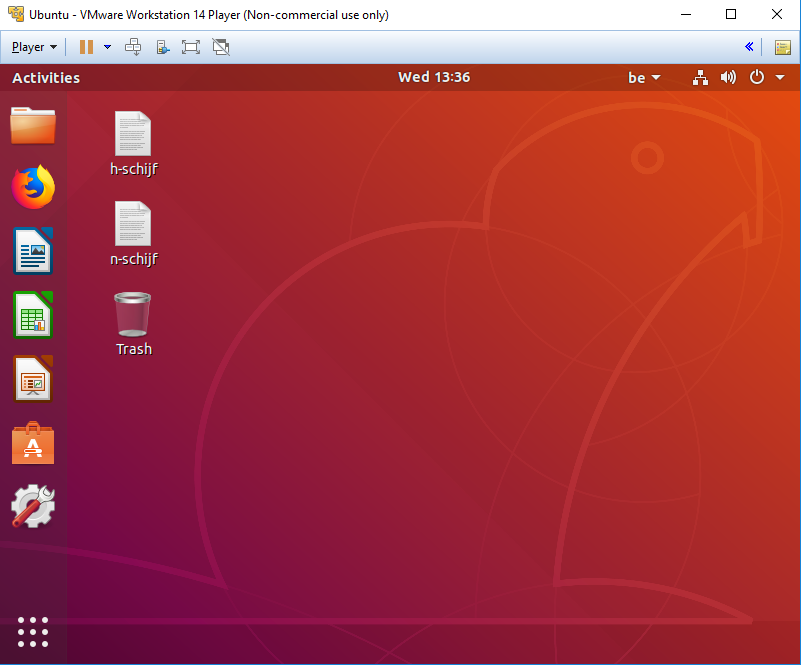 Ubuntu - VMware Workstation 14 Player (Non-commercial use only)
Player
Activities
Wed 13:36
be
h-schijf
n-schijf
Trash